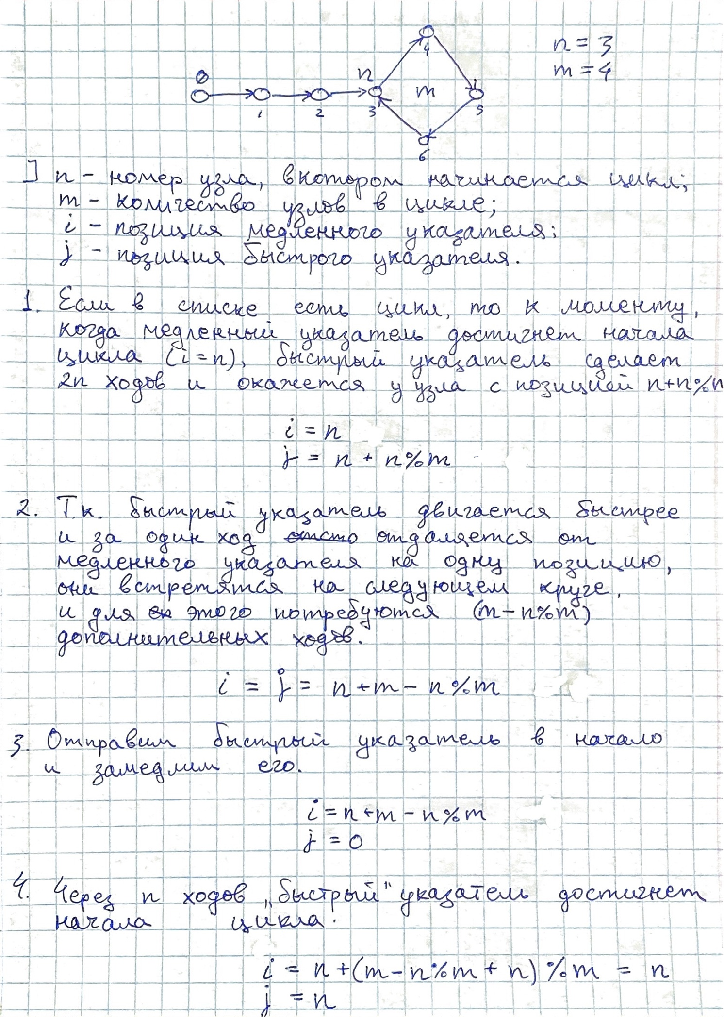 n = 3
m = 4
0
1
2
n
3
4
m
5
6
] n - номер узла, в котором начинается цикл;
m - количество узлов в цикле;
i - позиция медленного указателя;
j - позиция быстрого указателя.
1. Если в списке есть цикл, то к моменту,
когда медленный указатель достигнет начала
цикла (i = n), быстрый указатель сделает
2n ходов и окажется у узла с позицией n+n%m
i = n
j = n + n%m
2. Т.к. быстрый указатель двигается быстрее
и за один ход отдаляется от
медленного указателя на одну позицию,
они встретятся на следующем круге,
и для этого потребуются (m-n%m)
дополнительных ходов.
i = j = n+m-n%m
3. Отправим быстрый указатель в начало
и замедлим его.
i = n+m-n%m
j = 0
4. Через n ходов „быстрый" указатель достигнет
начала цикла.
i = n+(m-n%m+n)%m = n
j = n